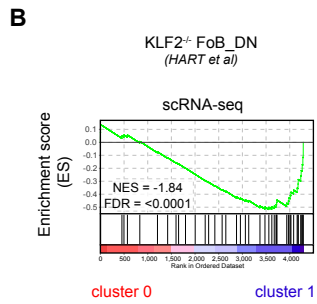 B
KLF2-/- FoB_DN
(HART et al)
scRNA-seq
Enrichment score
(ES)
0.1
0.0
-0.1
-0.2
-0.3
-0.4
-0.5
NES = -1.84
FDR = <0.0001
0 500 1,000 1,500 2,000 2,500 3,000 3,500 4,000
Rank in Ordered Dataset
cluster 0 cluster 1